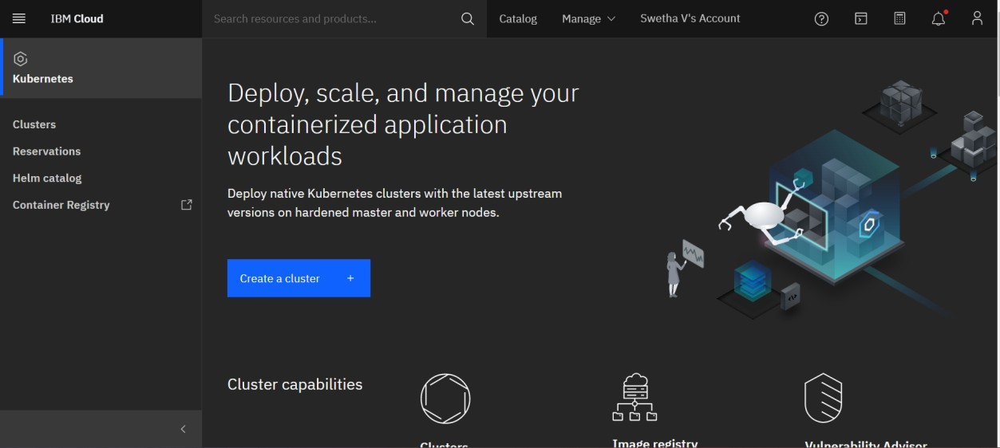 IBM Cloud
Search resources and products...
Catalog
Manage
Swetha V's Account
Kubernetes
Clusters
Reservations
Helm catalog
Container Registry
Deploy, scale, and manage your
containerized application
workloads
Deploy native Kubernetes clusters with the latest upstream
versions on hardened master and worker nodes.
Create a cluster +
Cluster capabilities
Clusters
Image registry
Vulnerability Advisor